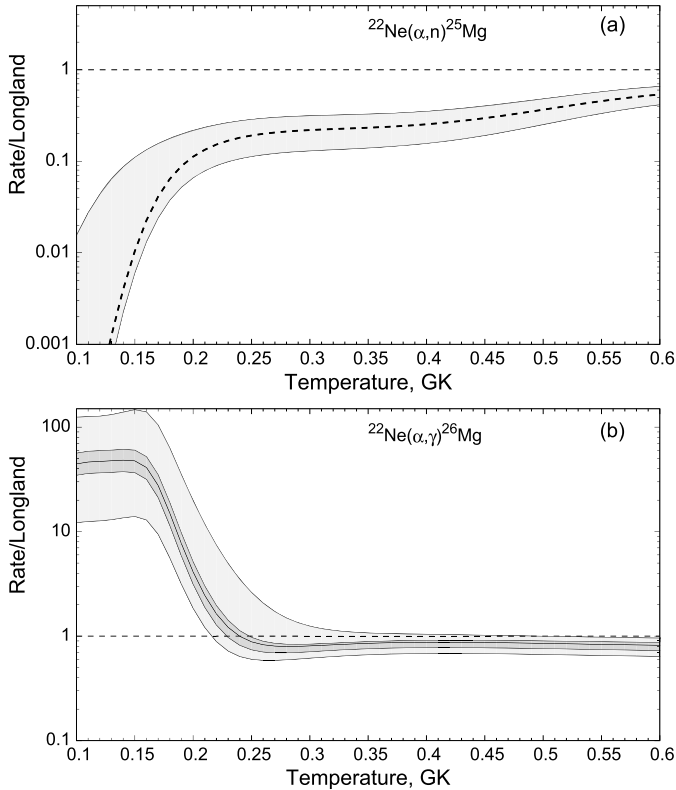 ²²Ne(α,n)²⁵Mg
(a)
Rate/Longland
1
0.1
0.01
0.001
0.1 0.15 0.2 0.25 0.3 0.35 0.4 0.45 0.5 0.55 0.6
Temperature, GK
²²Ne(α,γ)²⁶Mg
(b)
Rate/Longland
100
10
1
0.1
0.1 0.15 0.2 0.25 0.3 0.35 0.4 0.45 0.5 0.55 0.6
Temperature, GK